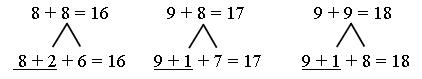 8 + 8 = 16 9 + 8 = 17 9 + 9 = 18
8 + 2 + 6 = 16 9 + 1 + 7 = 17 9 + 1 + 8 = 18